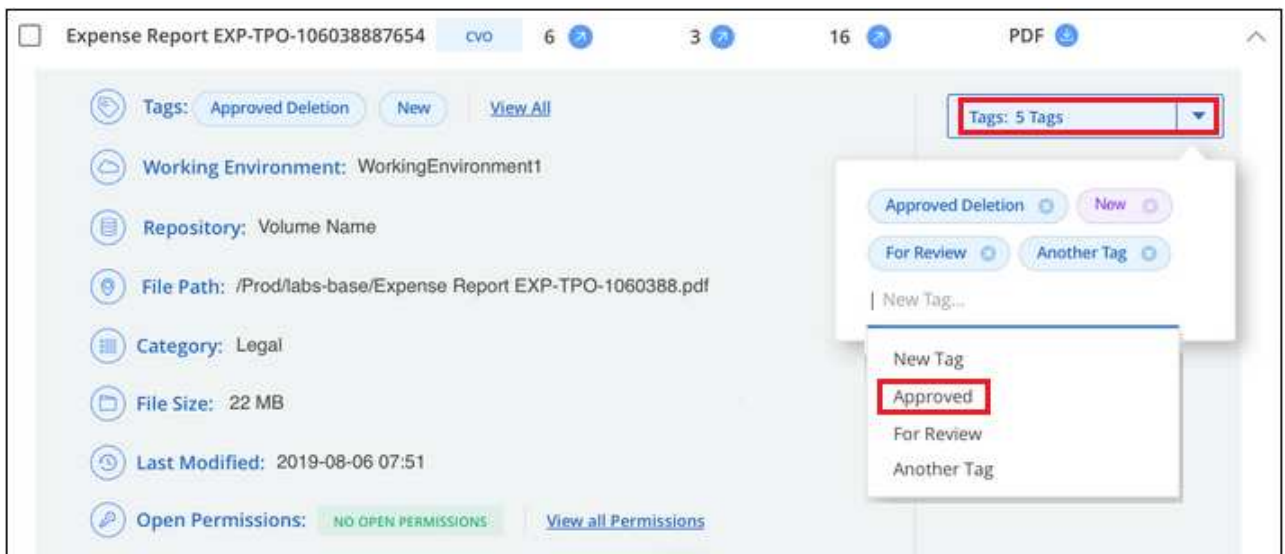 Expense Report EXP-TPO-106038887654 CVO 6 3 16 PDF
Tags: Approved Deletion New View All
Tags: 5 Tags
Working Environment: WorkingEnvironment1
Approved Deletion New
Repository: Volume Name
For Review Another Tag
File Path: /Prod/labs-base/Expense Report EXP-TPO-1060388.pdf
New Tag...
Category: Legal
New Tag
File Size: 22 MB
Approved
For Review
Last Modified: 2019-08-06 07:51
Another Tag
Open Permissions: NO OPEN PERMISSIONS View all Permissions